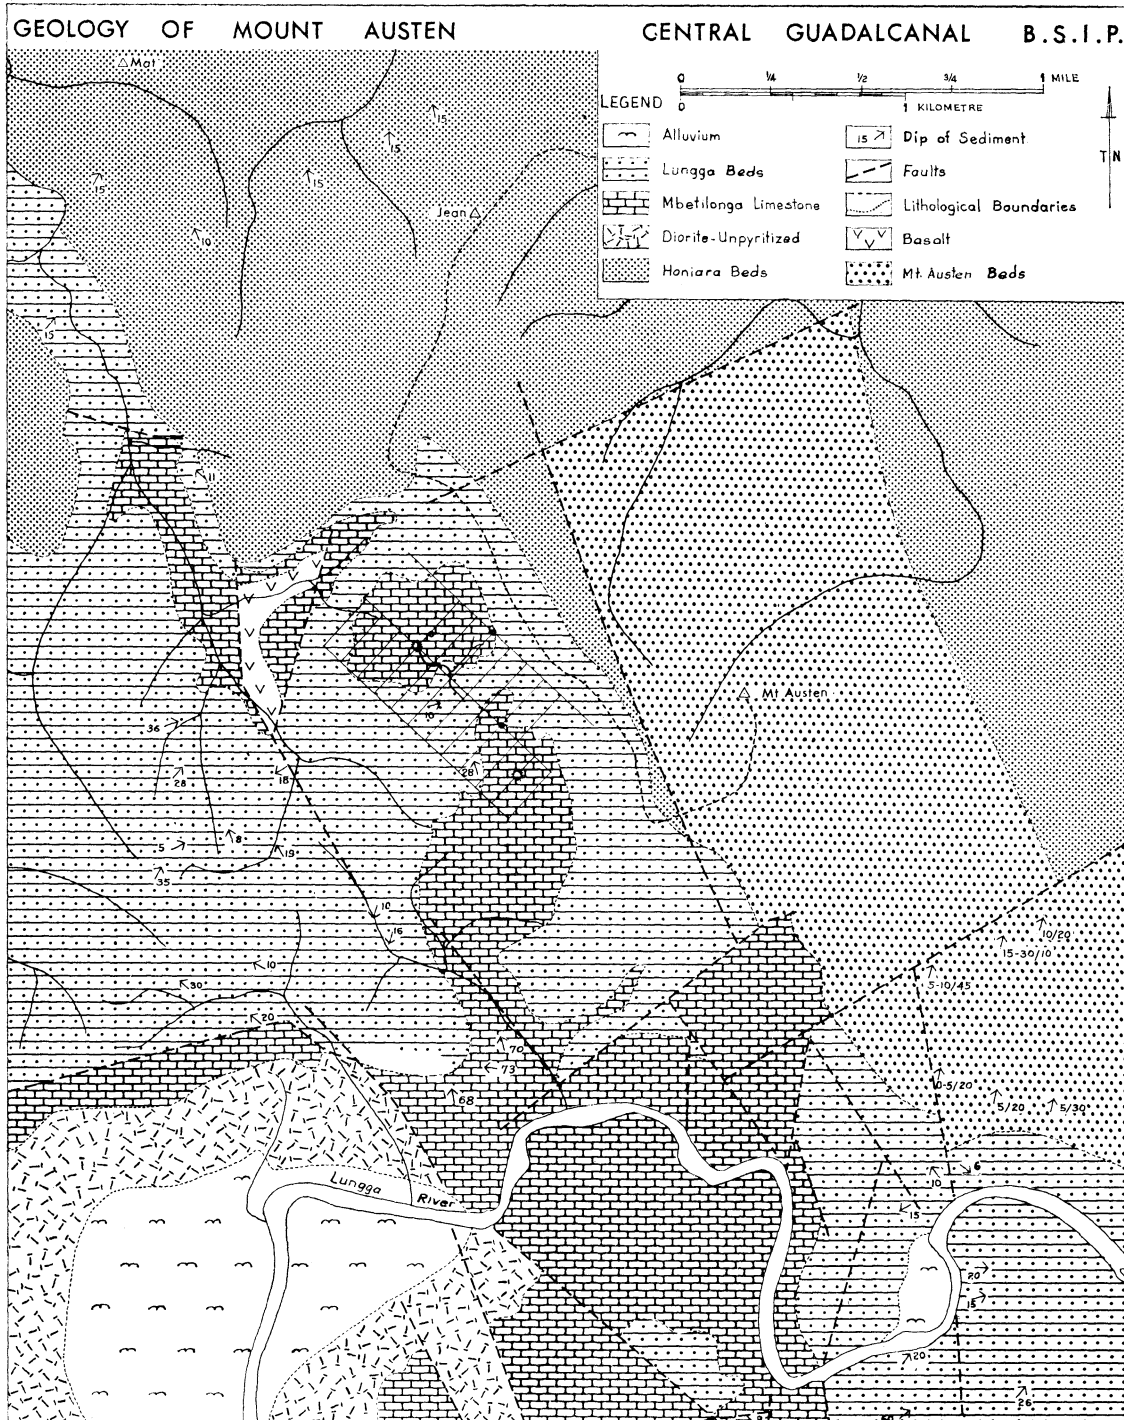 GEOLOGY OF MOUNT AUSTEN CENTRAL GUADALCANAL B.S.I.P.
Mat
0 1/4 1/2 3/4 1 MILE
LEGEND
0 1 KILOMETRE
Alluvium
Lungga Beds
Mbetilonga Limestone
Diorite-Unpyritized
Honiara Beds
15 Dip of Sediment
Faults
Lithological Boundaries
Basalt
Mt. Austen Beds
T N
15
15
15
15
10
Jean
15
11
Mt Austen
10
36
28
18
28
5
8
19
35
10
16
10
30
20
10/20
15-30/10
5-10/45
70
73
68
0-5/20
5/20
5/30
6
10
15
Lungga River
20
15
20
26